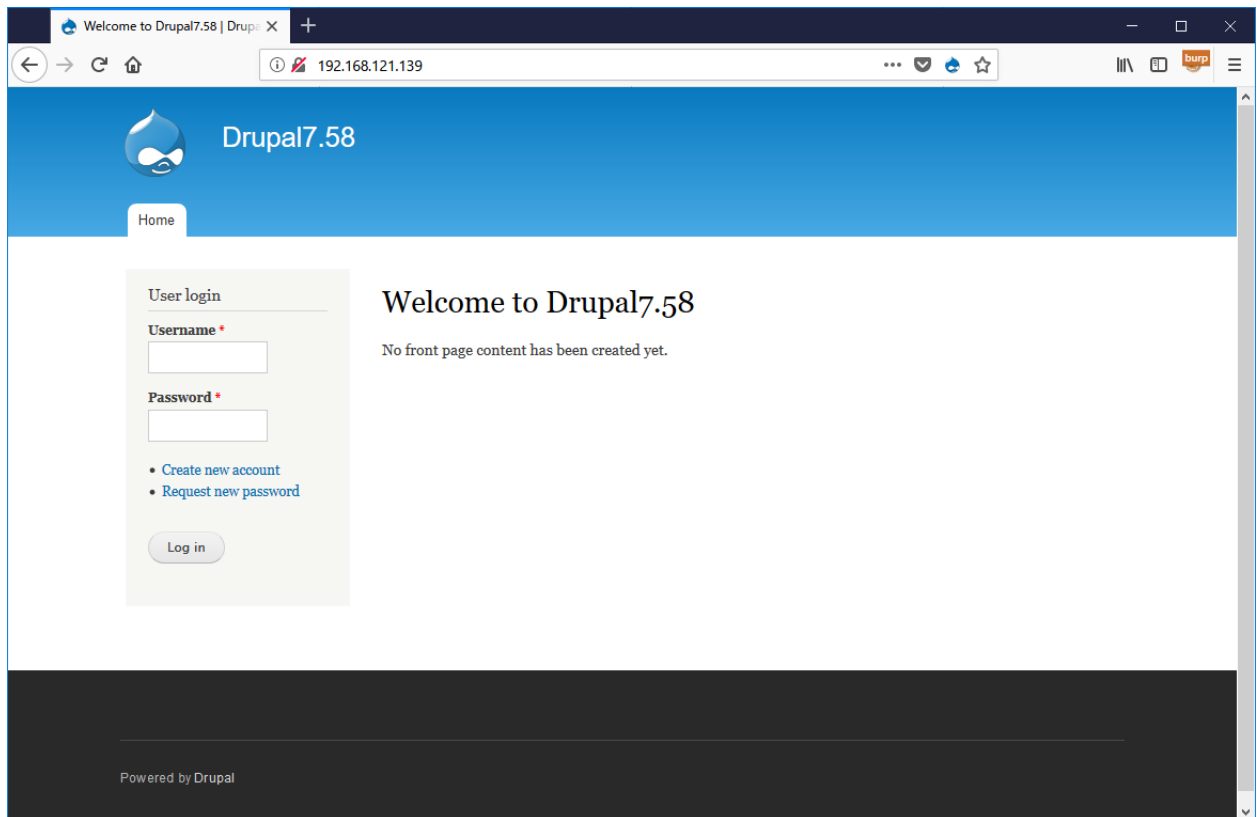 Welcome to Drupal7.58 | Drupa
192.168.121.139
burp
Drupal7.58
Home
User login
Username *
Password *
Create new account
Request new password
Log in
Welcome to Drupal7.58
No front page content has been created yet.
Powered by Drupal